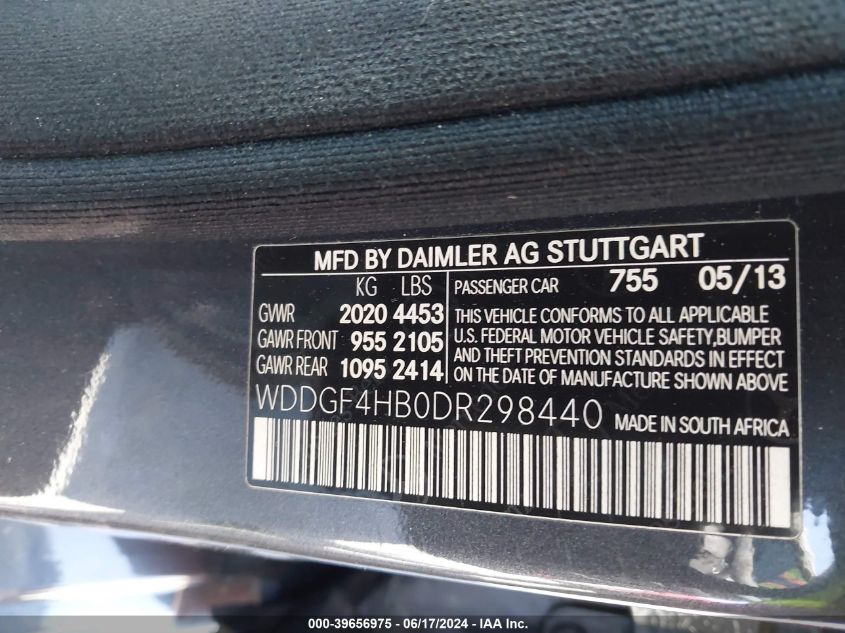 MFD BY DAIMLER AG STUTTGART
KG LBS
GVWR 2020 4453
GAWR FRONT 955 2105
GAWR REAR 1095 2414
PASSENGER CAR 755 05/13
THIS VEHICLE CONFORMS TO ALL APPLICABLE
U.S. FEDERAL MOTOR VEHICLE SAFETY,BUMPER
AND THEFT PREVENTION STANDARDS IN EFFECT
ON THE DATE OF MANUFACTURE SHOWN ABOVE.
WDDGF4HB0DR298440 MADE IN SOUTH AFRICA
000-39656975 / 06/17/2024 - IAA Inc.